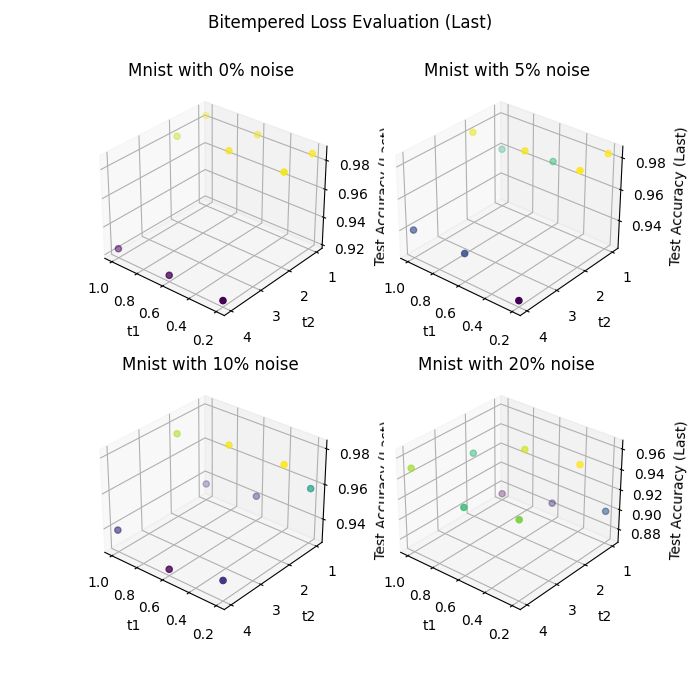 Bitempered Loss Evaluation (Last)
Mnist with 0% noise
1.0 0.8 0.6 0.4 0.2
t1
4 3 2 1
t2
0.98
0.96
0.94
0.92
Test Accuracy (Last)
Mnist with 5% noise
1.0 0.8 0.6 0.4 0.2
t1
4 3 2 1
t2
0.98
0.96
0.94
Test Accuracy (Last)
Mnist with 10% noise
1.0 0.8 0.6 0.4 0.2
t1
4 3 2 1
t2
0.98
0.96
0.94
Test Accuracy (Last)
Mnist with 20% noise
1.0 0.8 0.6 0.4 0.2
t1
4 3 2 1
t2
0.96
0.94
0.92
0.90
0.88
Test Accuracy (Last)